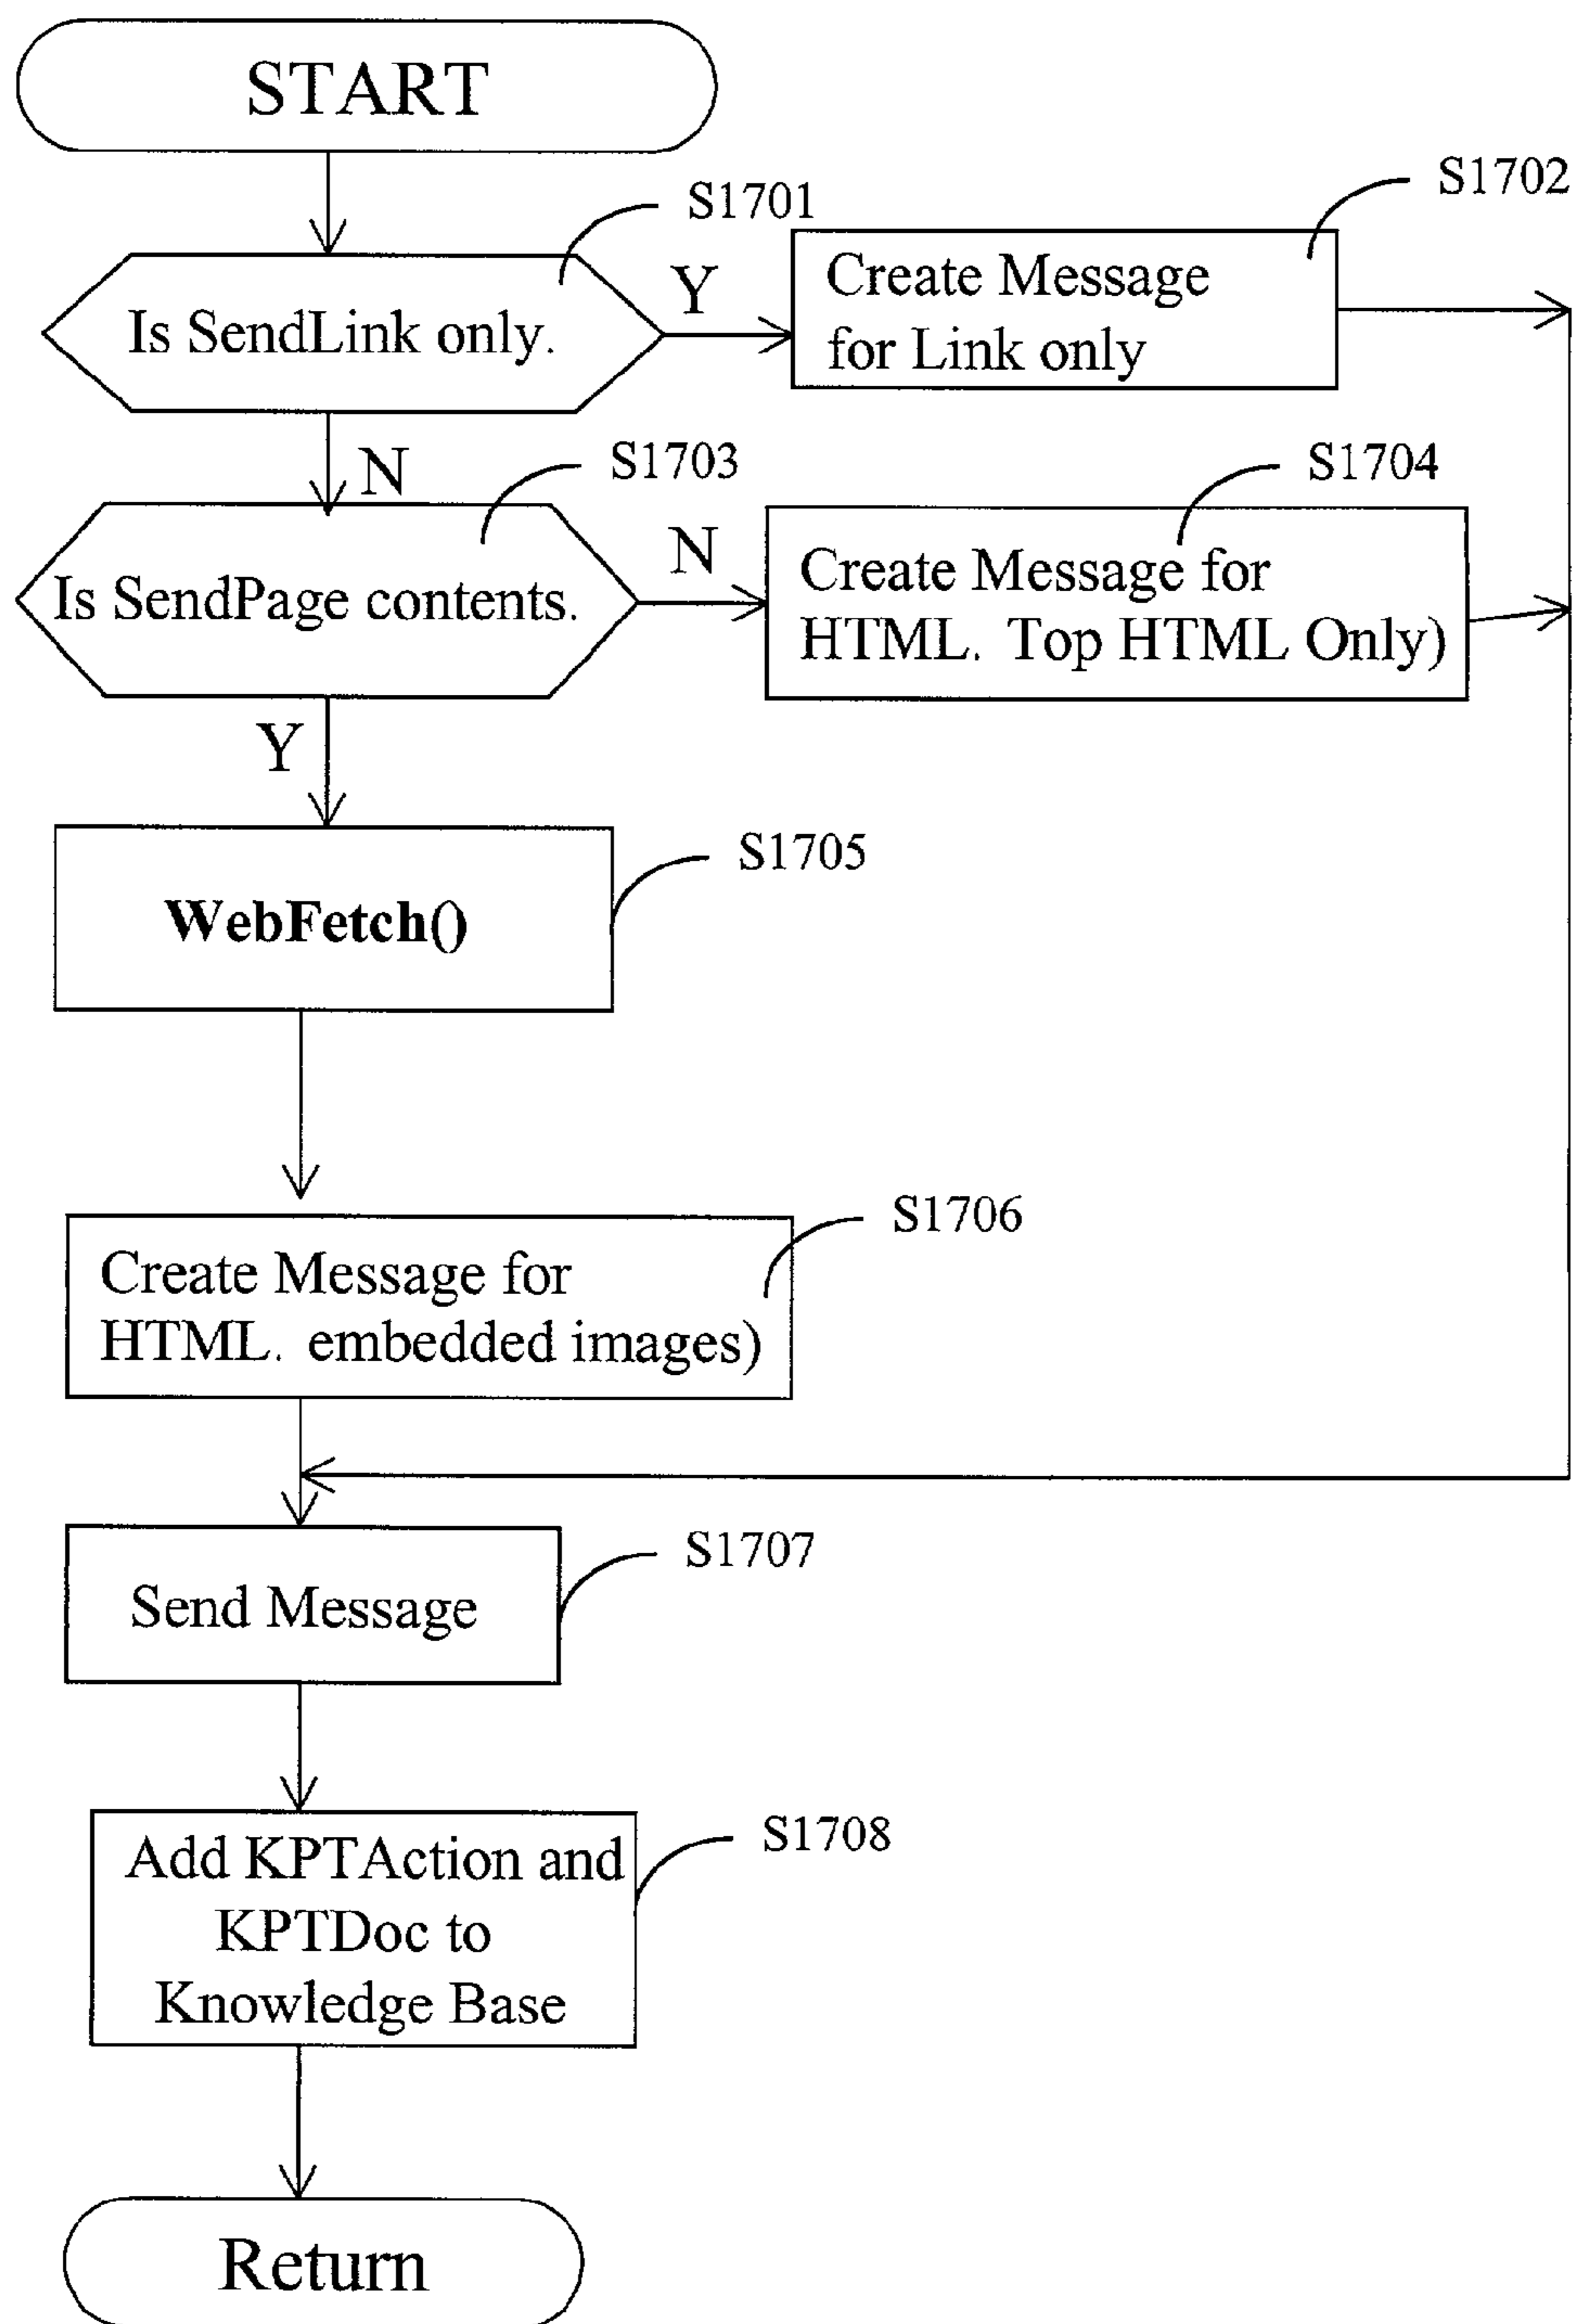 START
S1701
S1702
Is SendLink only.
Y
Create Message
for Link only
N
S1703
S1704
Is SendPage contents.
N
Create Message for
HTML. Top HTML Only)
Y
S1705
WebFetch()
S1706
Create Message for
HTML. embedded images)
S1707
Send Message
S1708
Add KPTAction and
KPTDoc to
Knowledge Base
Return